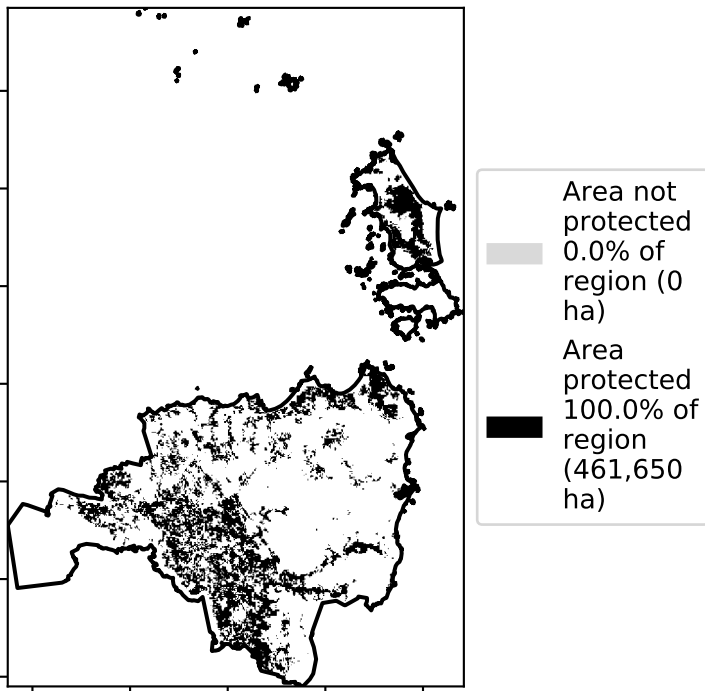 Area not
protected
0.0% of
region (0
ha)
Area
protected
100.0% of
region
(461,650
ha)